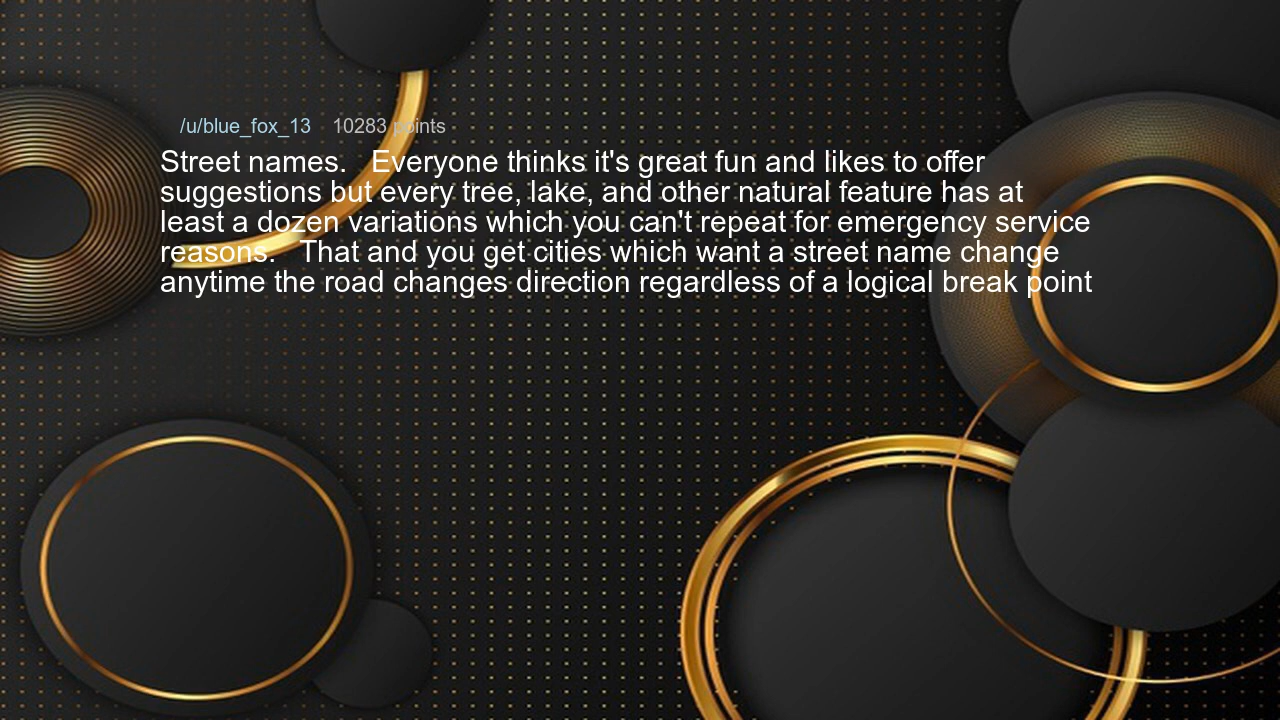 /u/blue_fox_13 10283 points
Street names. Everyone thinks it's great fun and likes to offer
suggestions but every tree, lake, and other natural feature has at
least a dozen variations which you can't repeat for emergency service
reasons. That and you get cities which want a street name change
anytime the road changes direction regardless of a logical break point